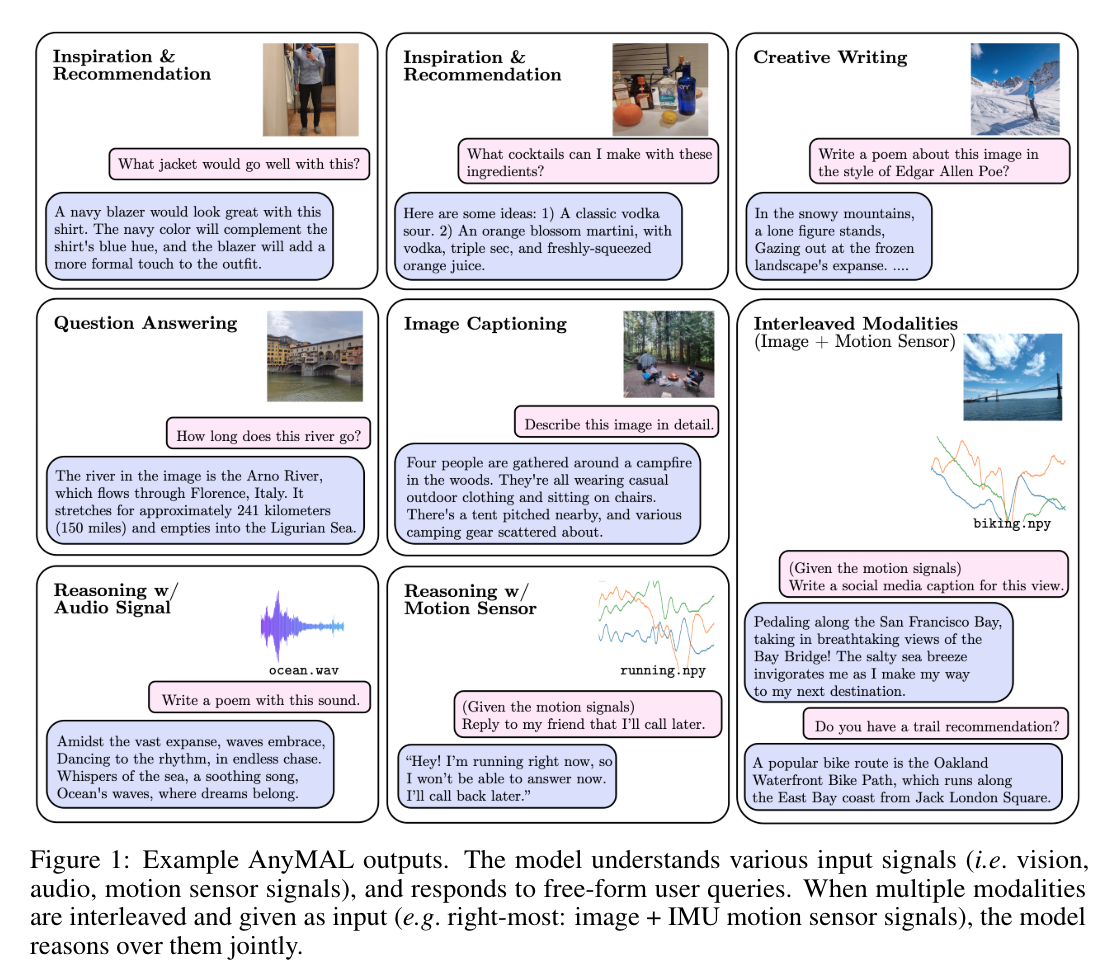 Inspiration &
Recommendation
What jacket would go well with this?
A navy blazer would look great with this
shirt. The navy color will complement the
shirt's blue hue, and the blazer will add a
more formal touch to the outfit.
Inspiration &
Recommendation
What cocktails can I make with these
ingredients?
Here are some ideas: 1) A classic vodka
sour. 2) An orange blossom martini, with
vodka, triple sec, and freshly-squeezed
orange juice.
Creative Writing
Write a poem about this image in
the style of Edgar Allen Poe?
In the snowy mountains,
a lone figure stands,
Gazing out at the frozen
landscape's expanse. ....
Question Answering
How long does this river go?
The river in the image is the Arno River,
which flows through Florence, Italy. It
stretches for approximately 241 kilometers
(150 miles) and empties into the Ligurian Sea.
Image Captioning
Describe this image in detail.
Four people are gathered around a campfire
in the woods. They're all wearing casual
outdoor clothing and sitting on chairs.
There's a tent pitched nearby, and various
camping gear scattered about.
Interleaved Modalities
(Image + Motion Sensor)
biking.npy
(Given the motion signals)
Write a social media caption for this view.
Pedaling along the San Francisco Bay,
taking in breathtaking views of the
Bay Bridge! The salty sea breeze
invigorates me as I make my way
to my next destination.
Do you have a trail recommendation?
A popular bike route is the Oakland
Waterfront Bike Path, which runs along
the East Bay coast from Jack London Square.
Reasoning w/
Audio Signal
ocean.wav
Write a poem with this sound.
Amidst the vast expanse, waves embrace,
Dancing to the rhythm, in endless chase.
Whispers of the sea, a soothing song,
Ocean's waves, where dreams belong.
Reasoning w/
Motion Sensor
running.npy
(Given the motion signals)
Reply to my friend that I'll call later.
“Hey! I'm running right now, so
I won't be able to answer now.
I'll call back later.”
Figure 1: Example AnyMAL outputs. The model understands various input signals (i.e. vision,
audio, motion sensor signals), and responds to free-form user queries. When multiple modalities
are interleaved and given as input (e.g. right-most: image + IMU motion sensor signals), the model
reasons over them jointly.